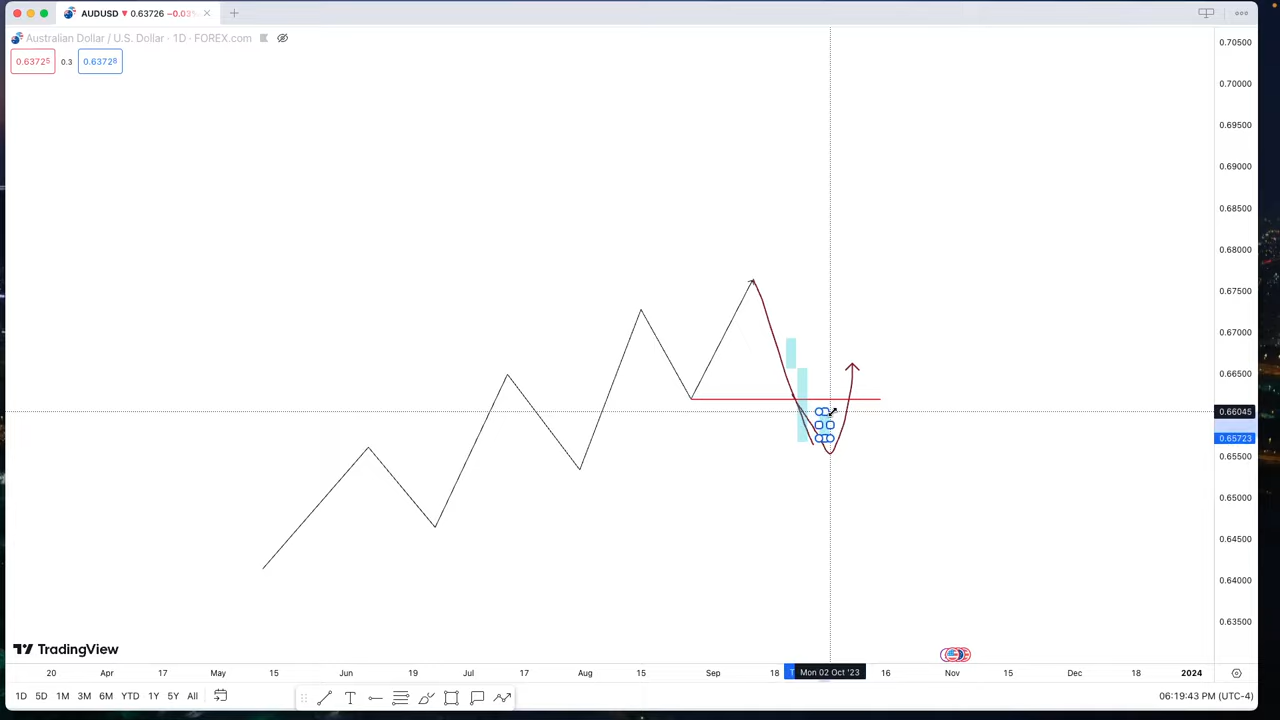 AUDUSD ▼ 0.63726 −0.03%
Australian Dollar / U.S. Dollar · 1D · FOREX.com
0.63725 0.3 0.63728
0.70500
0.70000
0.69500
0.69000
0.68500
0.68000
0.67500
0.67000
0.66500
0.66045
0.65723
0.65500
0.65000
0.64500
0.64000
0.63500
TradingView
20 Apr 17 May 15 Jun 17 Jul 17 Aug 15 Sep 18 Mon 02 Oct '23 16 Nov 15 Dec 18 2024
1D 5D 1M 3M 6M YTD 1Y 5Y All
06:19:43 PM (UTC-4)